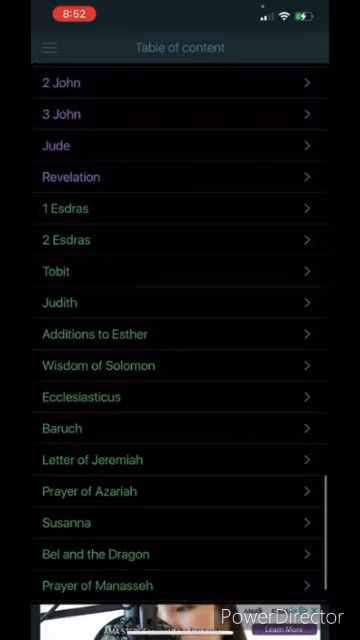 8:52
Table of content
2 John
3 John
Jude
Revelation
1 Esdras
2 Esdras
Tobit
Judith
Additions to Esther
Wisdom of Solomon
Ecclesiasticus
Baruch
Letter of Jeremiah
Prayer of Azariah
Susanna
Bel and the Dragon
Prayer of Manasseh
Learn More
PowerDirector